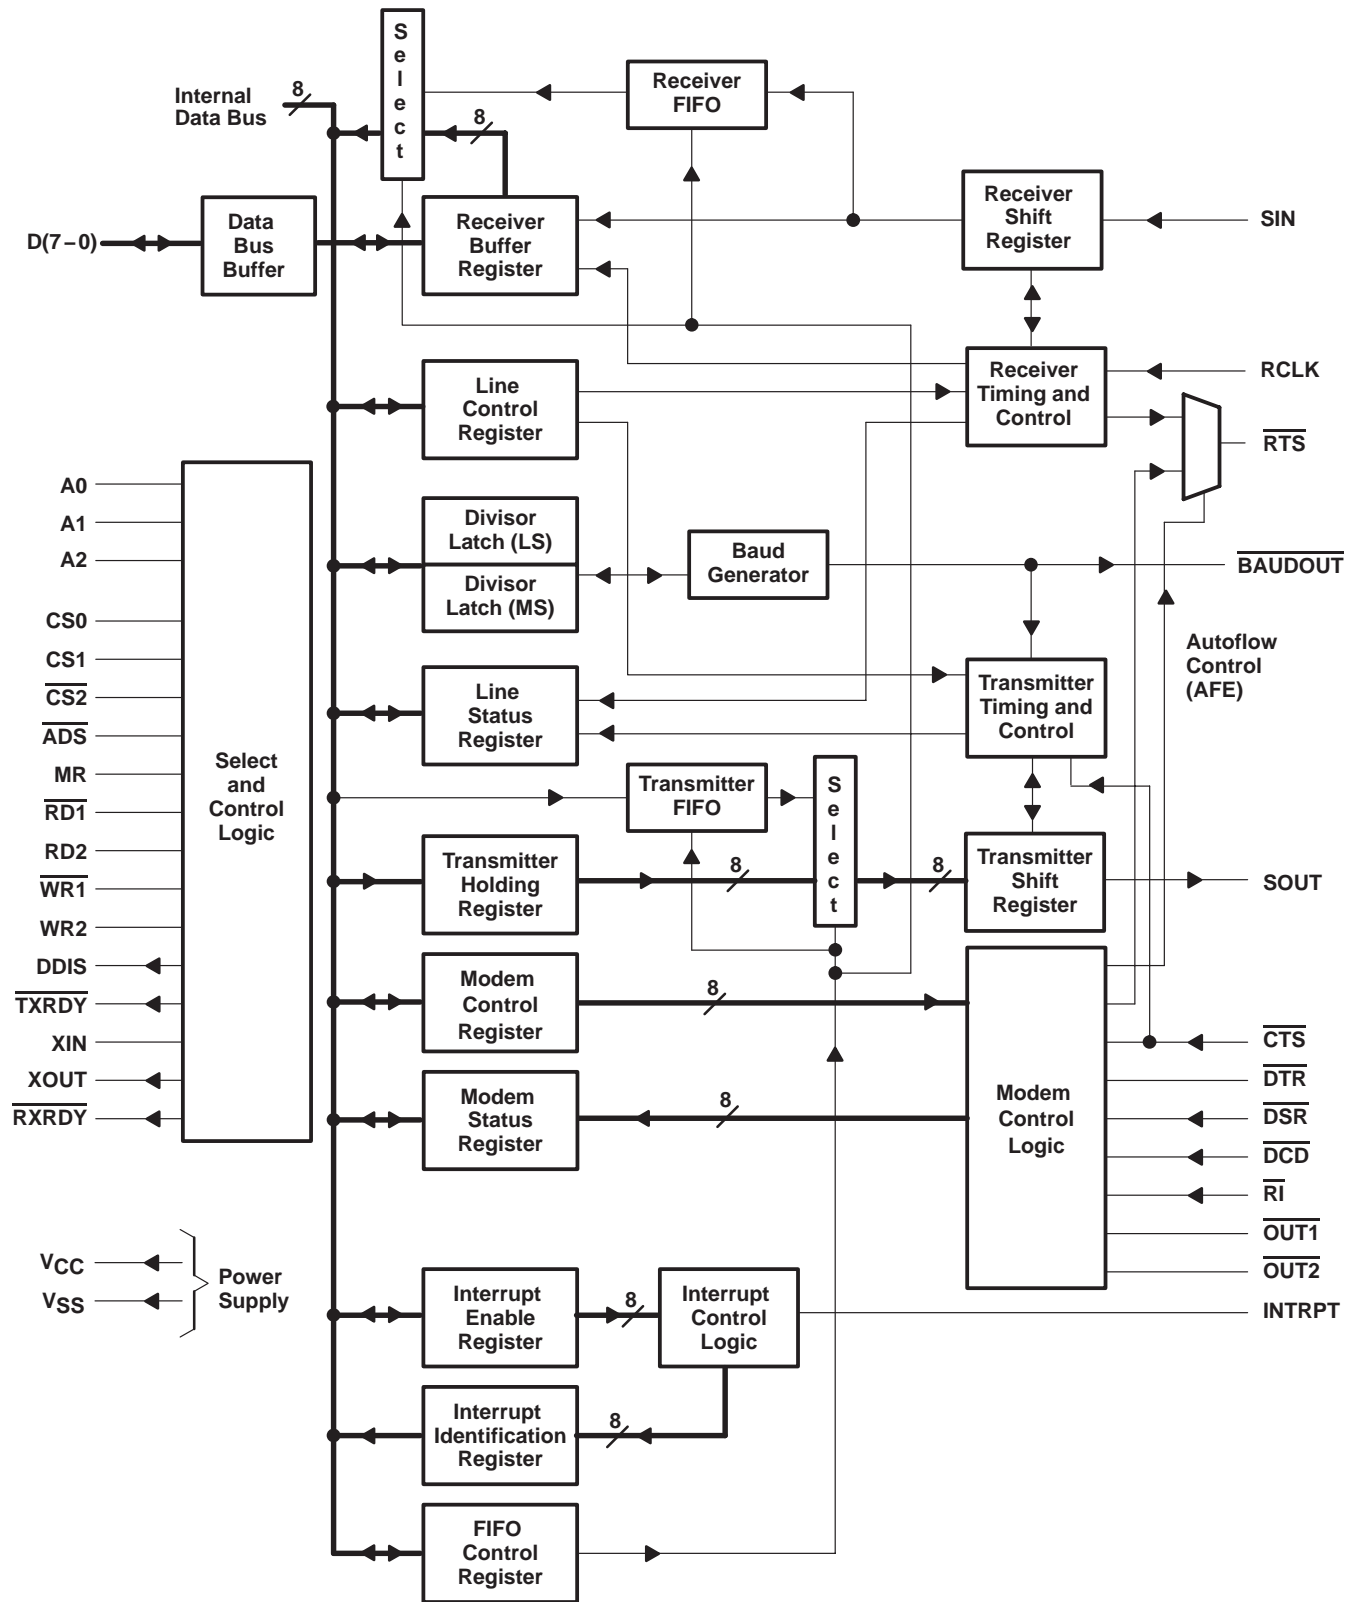 S
e
l
e
c
t
Internal
Data Bus
8
8
Receiver
FIFO
D(7–0)
Data
Bus
Buffer
Receiver
Buffer
Register
Receiver
Shift
Register
SIN
Line
Control
Register
Receiver
Timing and
Control
RCLK
RTS
A0
A1
A2
CS0
CS1
CS2
ADS
MR
RD1
RD2
WR1
WR2
DDIS
TXRDY
XIN
XOUT
RXRDY
Select
and
Control
Logic
Divisor
Latch (LS)
Divisor
Latch (MS)
Baud
Generator
BAUDOUT
Autoflow
Control
(AFE)
Line
Status
Register
Transmitter
Timing and
Control
Transmitter
FIFO
S
e
l
e
c
t
Transmitter
Holding
Register
8
8
Transmitter
Shift
Register
SOUT
Modem
Control
Register
8
Modem
Status
Register
8
Modem
Control
Logic
CTS
DTR
DSR
DCD
RI
OUT1
OUT2
VCC
VSS
Power
Supply
Interrupt
Enable
Register
8
Interrupt
Control
Logic
INTRPT
Interrupt
Identification
Register
8
FIFO
Control
Register